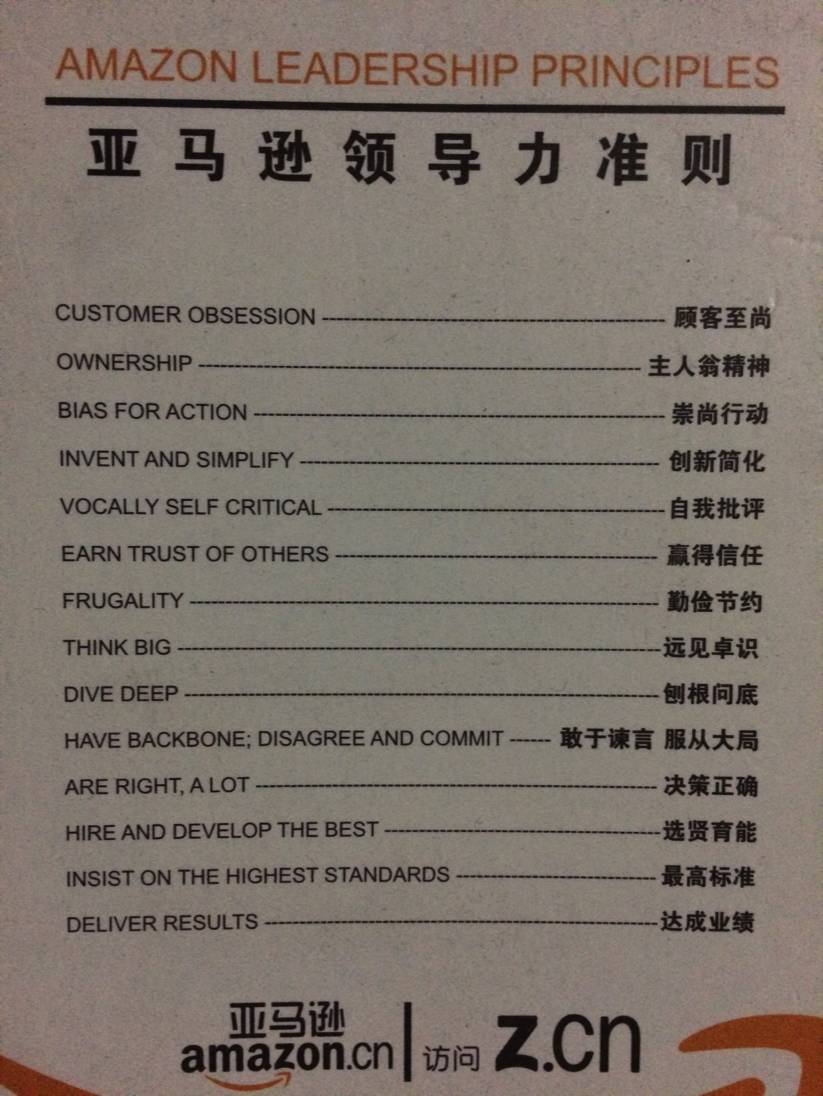 AMAZON LEADERSHIP PRINCIPLES
亚马逊领导力准则
CUSTOMER OBSESSION ---------- 顾客至尚
OWNERSHIP ---------- 主人翁精神
BIAS FOR ACTION ---------- 崇尚行动
INVENT AND SIMPLIFY ---------- 创新简化
VOCALLY SELF CRITICAL ---------- 自我批评
EARN TRUST OF OTHERS ---------- 赢得信任
FRUGALITY ---------- 勤俭节约
THINK BIG ---------- 远见卓识
DIVE DEEP ---------- 刨根问底
HAVE BACKBONE; DISAGREE AND COMMIT ------ 敢于谏言 服从大局
ARE RIGHT, A LOT ---------- 决策正确
HIRE AND DEVELOP THE BEST ---------- 选贤育能
INSIST ON THE HIGHEST STANDARDS ---------- 最高标准
DELIVER RESULTS ---------- 达成业绩
亚马逊
amazon.cn | 访问 z.cn